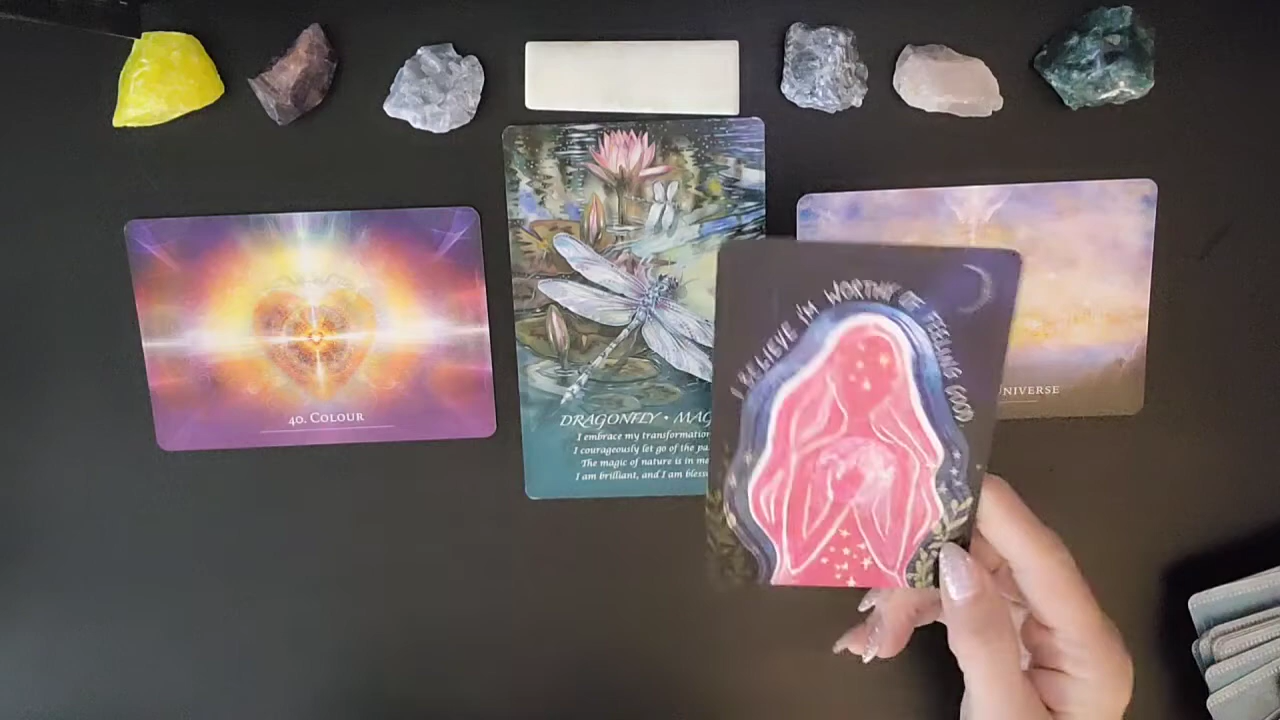 40. COLOUR
DRAGONFLY • MAG
I embrace my transformation
I courageously let go of the pa
The magic of nature is in me
I am brilliant, and I am bless
I BELIEVE I'M WORTHY OF FEELING GOOD
NIVERSE